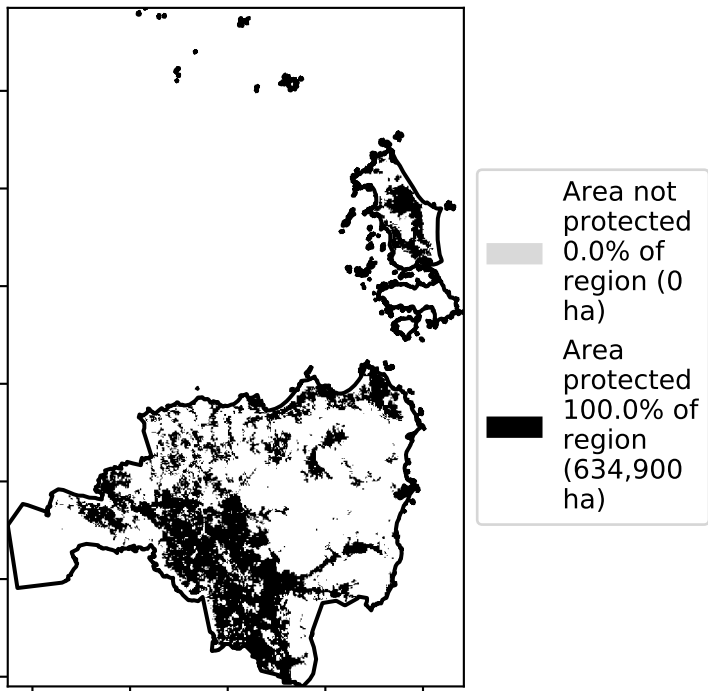 Area not
protected
0.0% of
region (0
ha)
Area
protected
100.0% of
region
(634,900
ha)